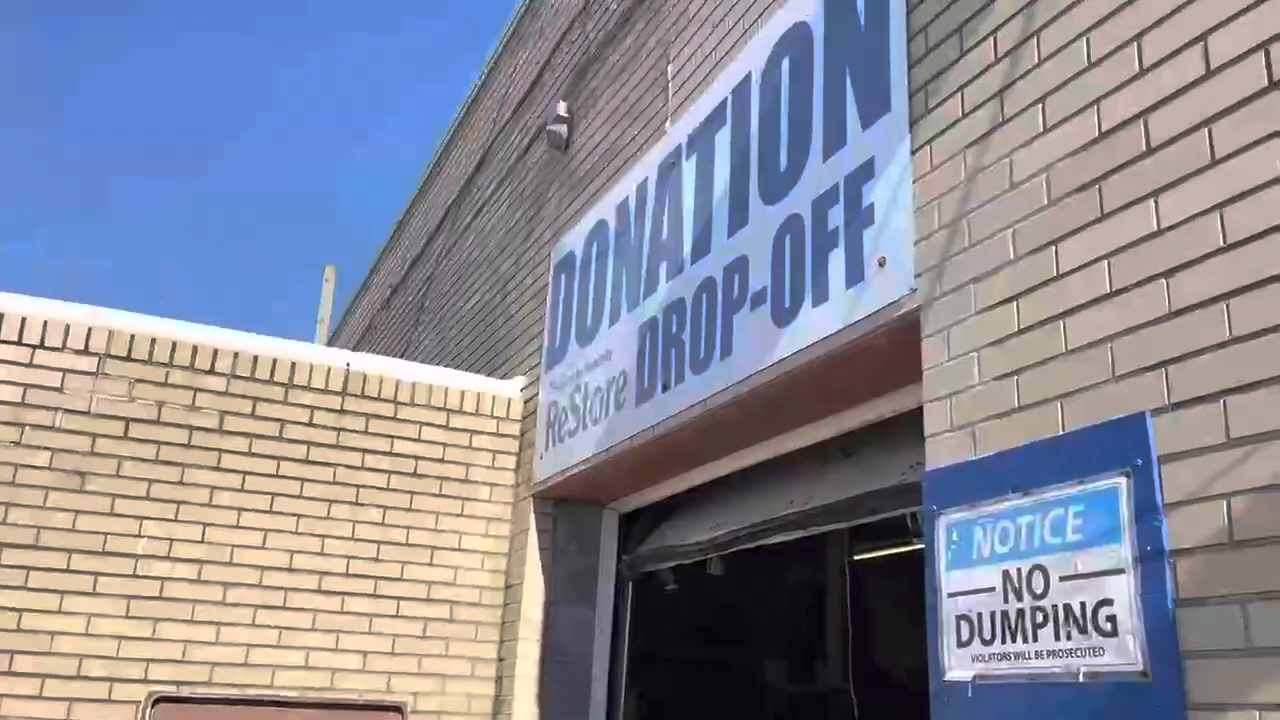 DONATION
ReStore DROP-OFF
NOTICE
NO
DUMPING
VIOLATORS WILL BE PROSECUTED